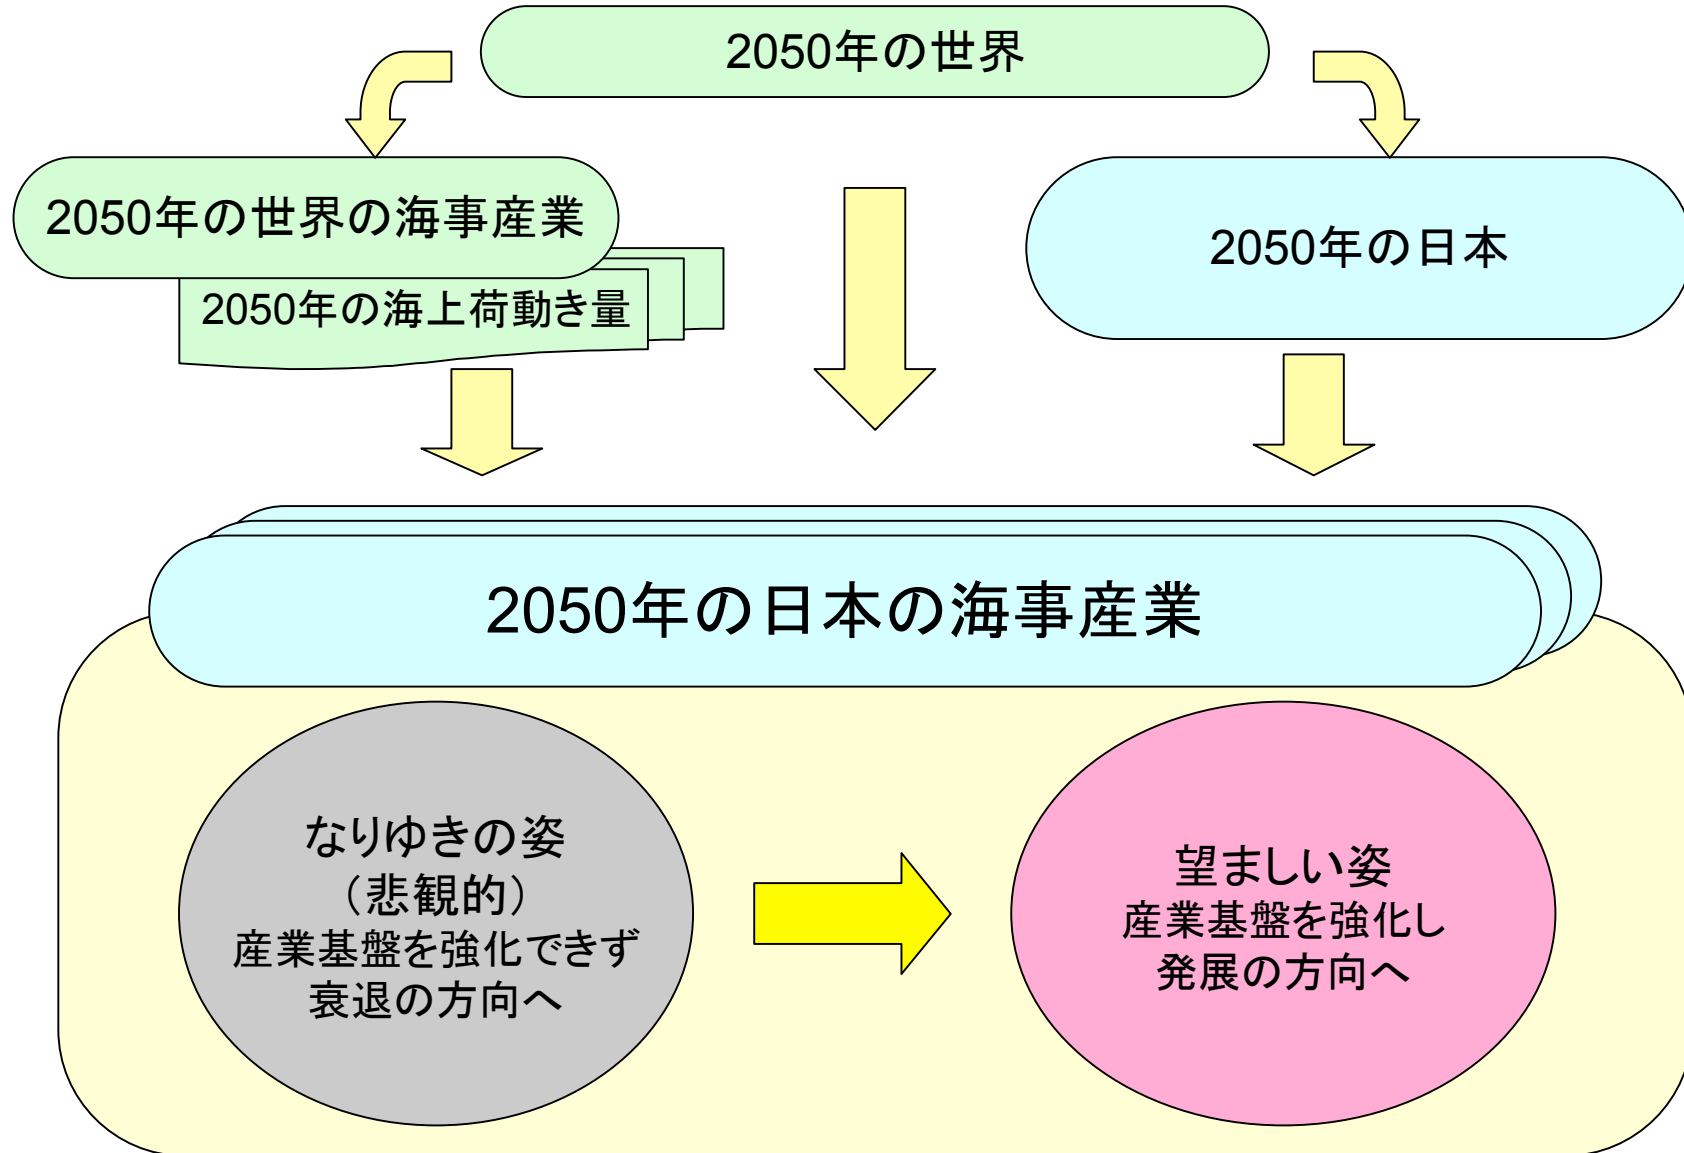 2050年の世界
2050年の世界の海事産業
2050年の日本
2050年の海上荷動き量
2050年の日本の海事産業
なりゆきの姿
（悲観的）
産業基盤を強化できず
衰退の方向へ
望ましい姿
産業基盤を強化し
発展の方向へ